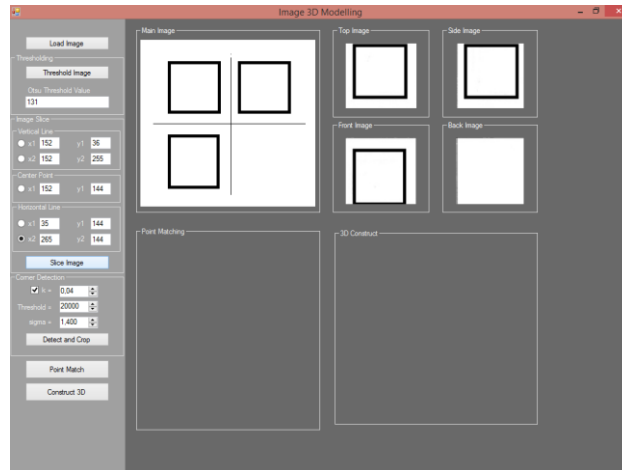 Image 3D Modelling
Load Image
Thresholding
Threshold Image
Otsu Threshold Value
131
Image Slice
Vertical Line
x1 152 y1 36
x2 152 y2 255
Center Point
x1 152 y1 144
Horizontal Line
x1 35 y1 144
x2 265 y2 144
Slice Image
Corner Detection
k = 0,04
Threshold = 20000
sigma = 1,400
Detect and Crop
Point Match
Construct 3D
Main Image
Top Image
Side Image
Front Image
Back Image
Point Matching
3D Construct